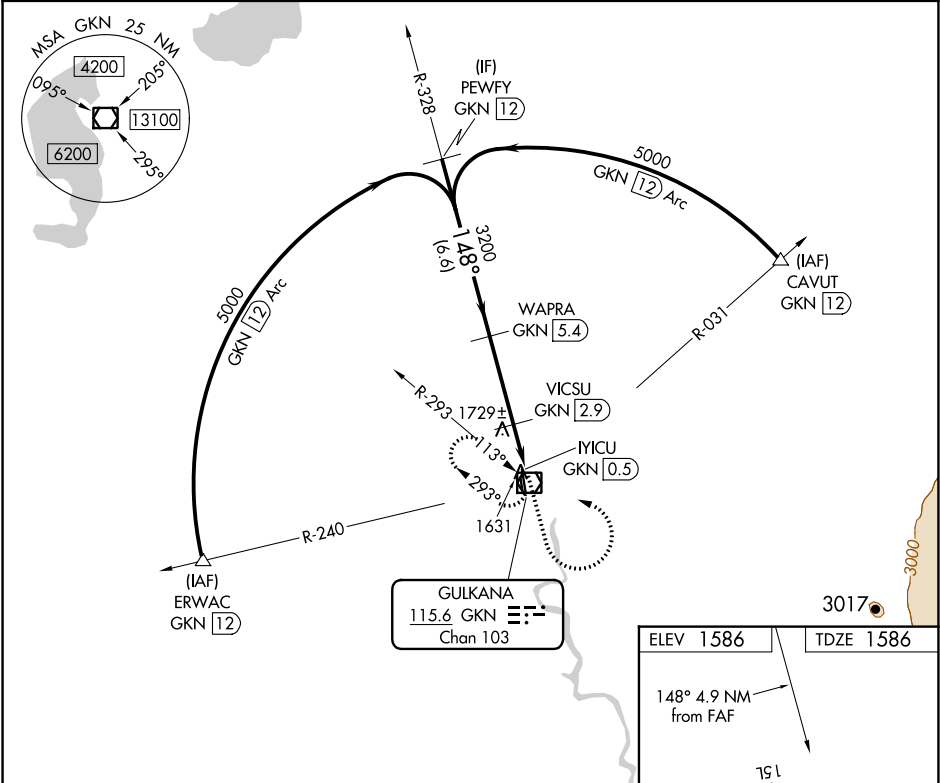 MSA GKN 25 NM
4200
095°
205°
13100
6200
295°
R-328
(IF)
PEWFY
GKN 12
5000
GKN 12 Arc
5000
GKN 12 Arc
3200
148°
(6.6)
(IAF)
CAVUT
GKN 12
R-031
WAPRA
GKN 5.4
VICSU
GKN 2.9
R-293
1729±
113°
IYICU
GKN 0.5
293°
1631
R-240
(IAF)
ERWAC
GKN 12
GULKANA
115.6 GKN
Chan 103
3000
3017
ELEV 1586
TDZE 1586
148° 4.9 NM
from FAF
15L